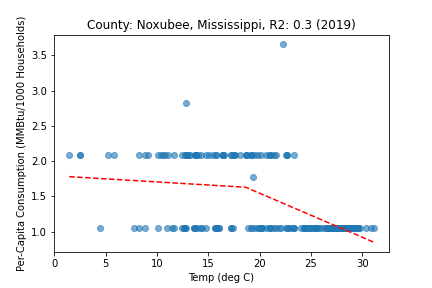 County: Noxubee, Mississippi, R2: 0.3 (2019)
Per-Capita Consumption (MMBtu/1000 Households)
3.5
3.0
2.5
2.0
1.5
1.0
0 5 10 15 20 25 30
Temp (deg C)